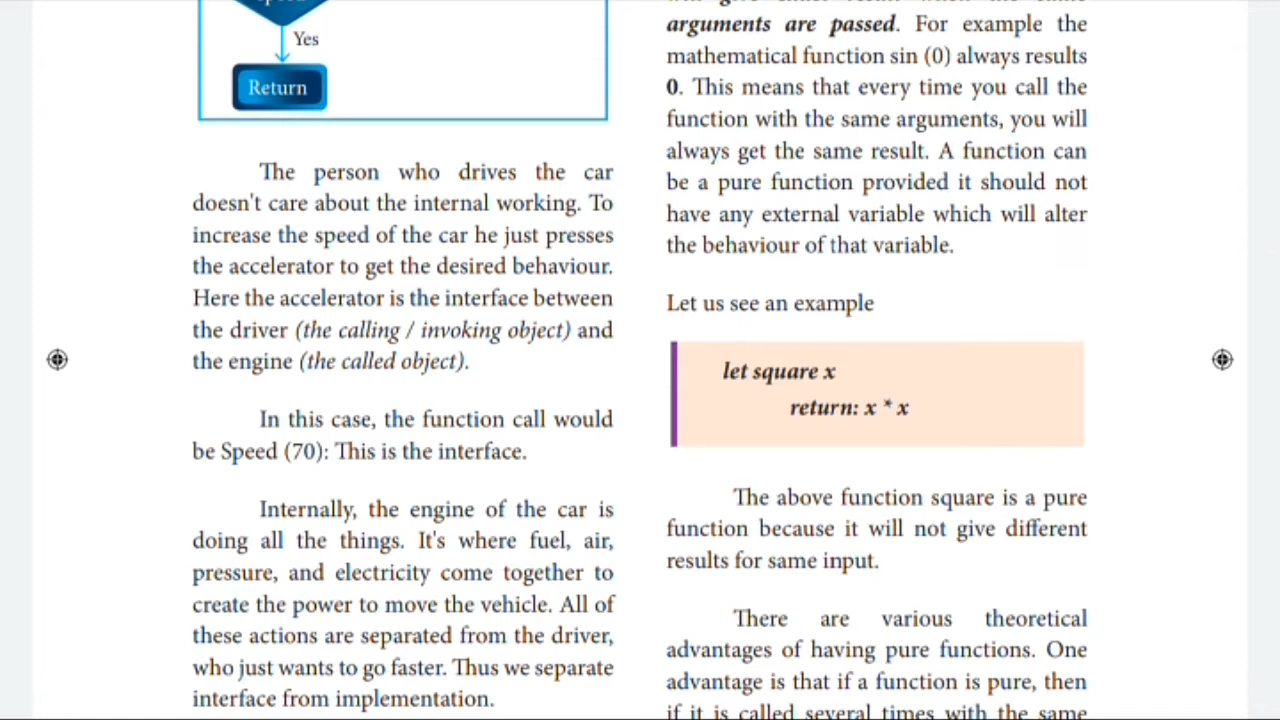 Yes
Return
The person who drives the car
doesn't care about the internal working. To
increase the speed of the car he just presses
the accelerator to get the desired behaviour.
Here the accelerator is the interface between
the driver (the calling / invoking object) and
the engine (the called object).
In this case, the function call would
be Speed (70): This is the interface.
Internally, the engine of the car is
doing all the things. It's where fuel, air,
pressure, and electricity come together to
create the power to move the vehicle. All of
these actions are separated from the driver,
who just wants to go faster. Thus we separate
interface from implementation.
arguments are passed. For example the
mathematical function sin (0) always results
0. This means that every time you call the
function with the same arguments, you will
always get the same result. A function can
be a pure function provided it should not
have any external variable which will alter
the behaviour of that variable.
Let us see an example
let square x
return: x * x
The above function square is a pure
function because it will not give different
results for same input.
There are various theoretical
advantages of having pure functions. One
advantage is that if a function is pure, then
if it is called several times with the same